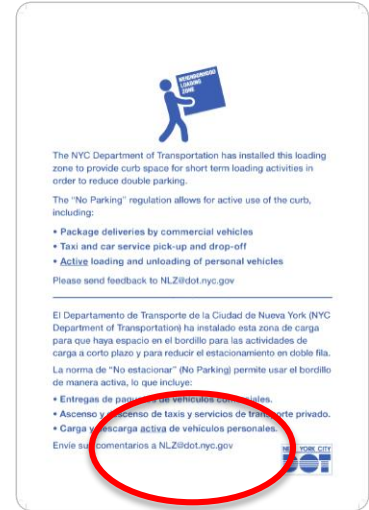 NEIGHBORHOOD
LOADING
ZONE
The NYC Department of Transportation has installed this loading
zone to provide curb space for short term loading activities in
order to reduce double parking.
The "No Parking" regulation allows for active use of the curb,
including:
• Package deliveries by commercial vehicles
• Taxi and car service pick-up and drop-off
• Active loading and unloading of personal vehicles
Please send feedback to NLZ@dot.nyc.gov
El Departamento de Transporte de la Ciudad de Nueva York (NYC
Department of Transportation) ha instalado esta zona de carga
para que haya espacio en el bordillo para las actividades de
carga a corto plazo y para reducir el estacionamiento en doble fila.
La norma de "No estacionar" (No Parking) permite usar el bordillo
de manera activa, lo que incluye:
• Entregas de paquetes de vehículos comerciales.
• Ascenso y descenso de taxis y servicios de transporte privado.
• Carga y descarga activa de vehículos personales.
Envíe sus comentarios a NLZ@dot.nyc.gov
NEW YORK CITY
DOT